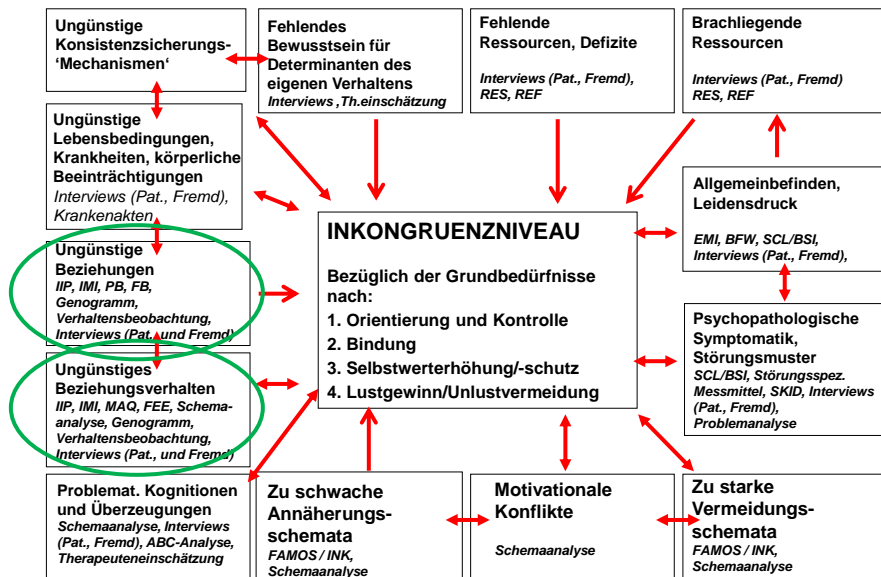 Ungünstige
Konsistenzsicherungs-
'Mechanismen'
Fehlendes
Bewusstsein für
Determinanten des
eigenen Verhaltens
Interviews ,Th.einschätzung
Fehlende
Ressourcen, Defizite
Interviews (Pat., Fremd),
RES, REF
Brachliegende
Ressourcen
Interviews (Pat., Fremd)
RES, REF
Ungünstige
Lebensbedingungen,
Krankheiten, körperliche
Beeinträchtigungen
Interviews (Pat., Fremd),
Krankenakten
Ungünstige
Beziehungen
IIP, IMI, PB, FB,
Genogramm,
Verhaltensbeobachtung,
Interviews (Pat., und Fremd)
Ungünstiges
Beziehungsverhalten
IIP, IMI, MAQ, FEE, Schema-
analyse, Genogramm,
Verhaltensbeobachtung,
Interviews (Pat., und Fremd)
INKONGRUENZNIVEAU
Bezüglich der Grundbedürfnisse
nach:
1. Orientierung und Kontrolle
2. Bindung
3. Selbstwerterhöhung/-schutz
4. Lustgewinn/Unlustvermeidung
Allgemeinbefinden,
Leidensdruck
EMI, BFW, SCL/BSI,
Interviews (Pat., Fremd),
Psychopathologische
Symptomatik,
Störungsmuster
SCL/BSI, Störungsspez.
Messmittel, SKID, Interviews
(Pat., Fremd),
Problemanalyse
Problemat. Kognitionen
und Überzeugungen
Schemaanalyse, Interviews
(Pat., Fremd), ABC-Analyse,
Therapeuteneinschätzung
Zu schwache
Annäherungs-
schemata
FAMOS / INK,
Schemaanalyse
Motivationale
Konflikte
Schemaanalyse
Zu starke
Vermeidungs-
schemata
FAMOS / INK,
Schemaanalyse